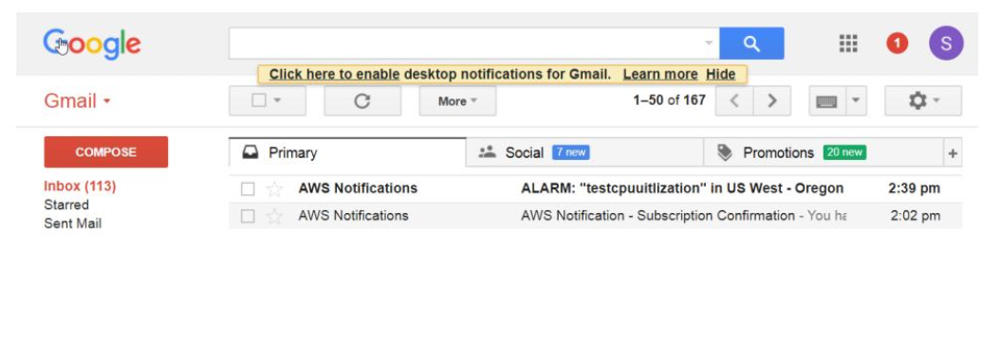 Google
Click here to enable desktop notifications for Gmail. Learn more Hide
1 S
Gmail
More
1–50 of 167
COMPOSE
Primary
Social 7 new
Promotions 20 new
+
Inbox (113)
Starred
Sent Mail
AWS Notifications ALARM: "testcpuuitlization" in US West - Oregon 2:39 pm
AWS Notifications AWS Notification - Subscription Confirmation - You ha 2:02 pm